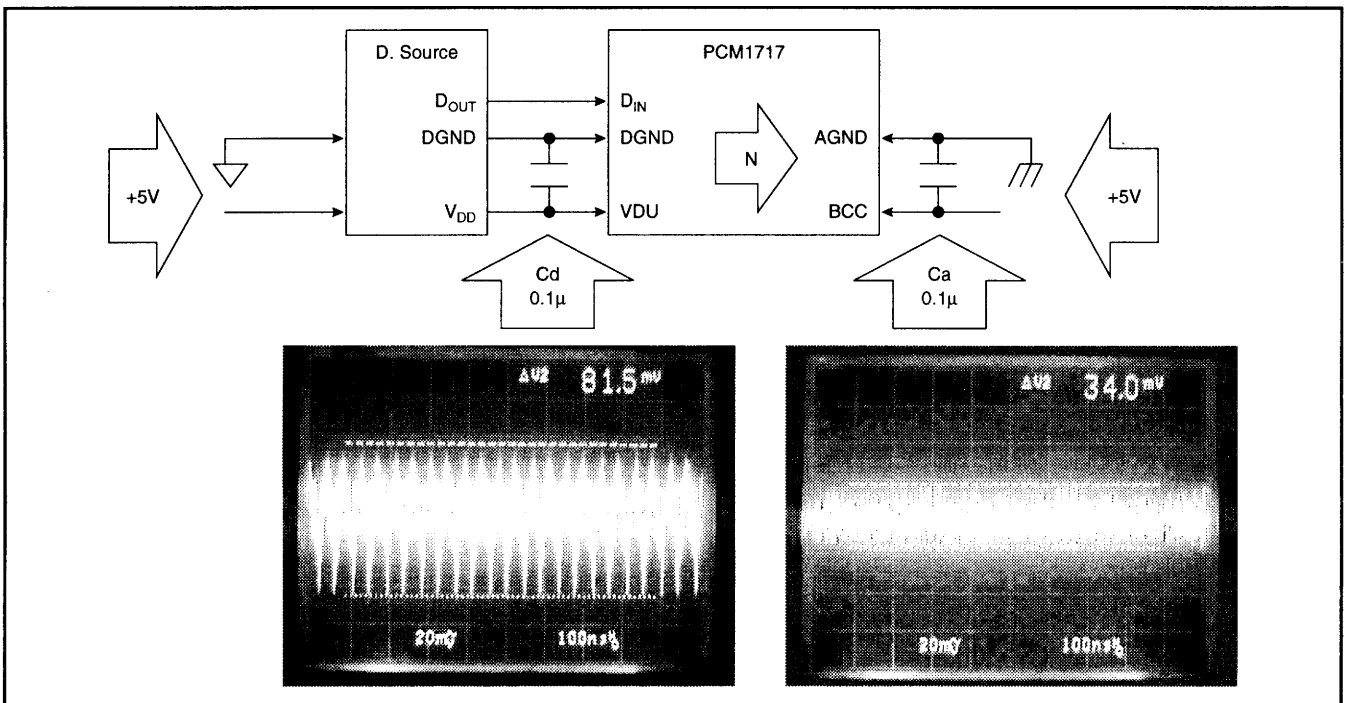 D. Source
PCM1717
DOUT
DIN
DGND
DGND
N
AGND
+5V
+5V
VDD
VDU
BCC
Cd
0.1μ
Ca
0.1μ
ΔV2 81.5mV
ΔV2 34.0mV
20mV 100ns
20mV 100ns